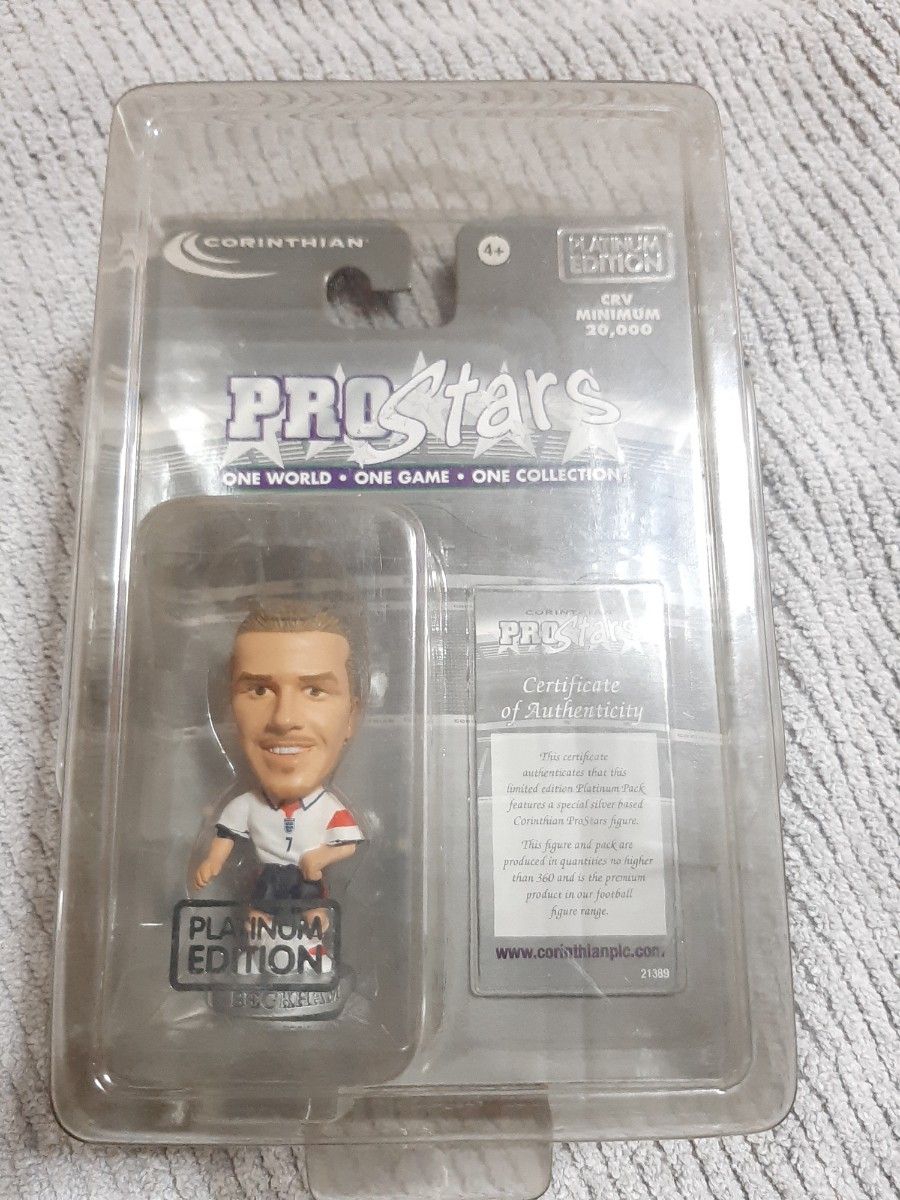 CORINTHIAN
4+
PLATINUM
EDITION
CRV
MINIMUM
20,000
PROStars
ONE WORLD • ONE GAME • ONE COLLECTION
CORINTHIAN
PROStars
Certificate
of Authenticity
This certificate
authenticates that this
limited edition Platinum Pack
features a special silver based
Corinthian ProStars figure.
This figure and pack are
produced in quantities no higher
than 360 and is the premium
product in our football
figure range.
www.corinthianplc.com
21389
7
PLATINUM
EDITION
BECKHAM